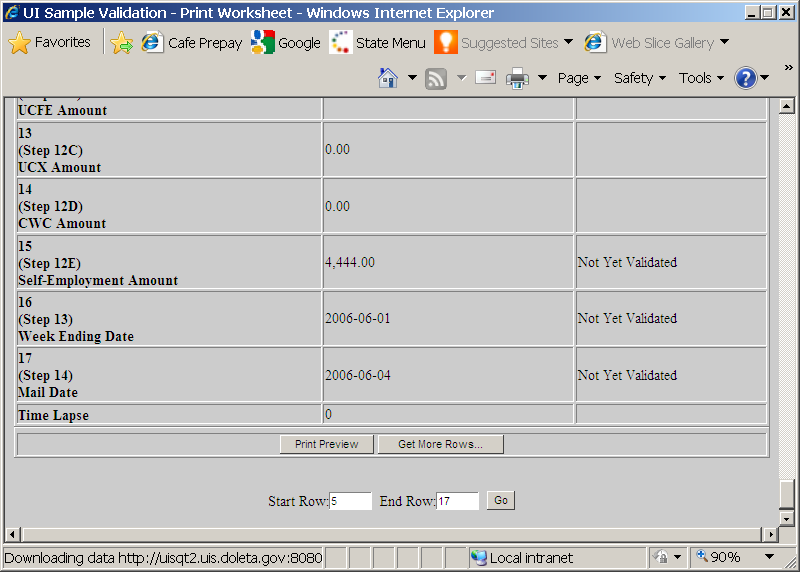 UI Sample Validation - Print Worksheet - Windows Internet Explorer
Favorites Cafe Prepay Google State Menu Suggested Sites Web Slice Gallery
»
Page Safety Tools
UCFE Amount
13
(Step 12C)
UCX Amount
0.00
14
(Step 12D)
CWC Amount
0.00
15
(Step 12E)
Self-Employment Amount
4,444.00
Not Yet Validated
16
(Step 13)
Week Ending Date
2006-06-01
Not Yet Validated
17
(Step 14)
Mail Date
2006-06-04
Not Yet Validated
Time Lapse
0
Print Preview Get More Rows...
Start Row: 5 End Row: 17 Go
Downloading data http://uisqt2.uis.doleta.gov:8080 Local intranet 90%